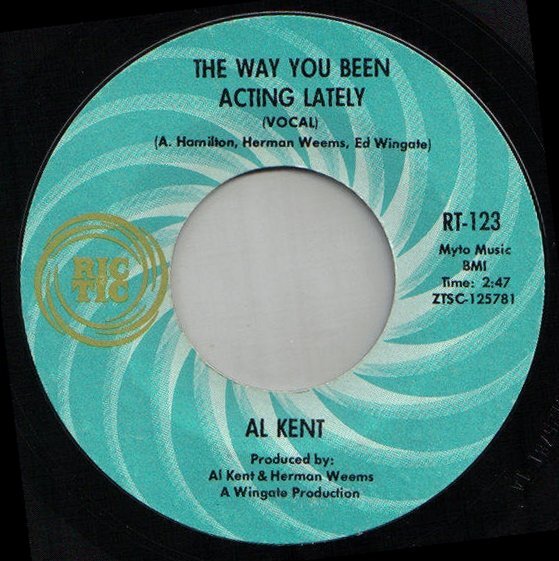 THE WAY YOU BEEN
ACTING LATELY
(VOCAL)
(A. Hamilton, Herman Weems, Ed Wingate)
RIC
TIC
RT-123
Myto Music
BMI
Time: 2:47
ZTSC-125781
AL KENT
Produced by:
Al Kent & Herman Weems
A Wingate Production